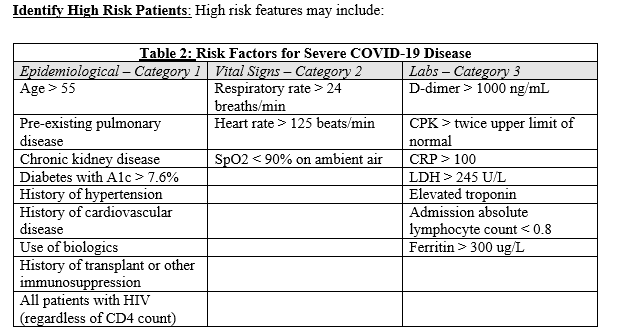 Identify High Risk Patients: High risk features may include:
Table 2: Risk Factors for Severe COVID-19 Disease
Epidemiological – Category 1 Vital Signs – Category 2 Labs – Category 3
Age > 55 Respiratory rate > 24 D-dimer > 1000 ng/mL
breaths/min
Pre-existing pulmonary Heart rate > 125 beats/min CPK > twice upper limit of
disease normal
Chronic kidney disease SpO2 < 90% on ambient air CRP > 100
Diabetes with A1c > 7.6% LDH > 245 U/L
History of hypertension Elevated troponin
History of cardiovascular Admission absolute
disease lymphocyte count < 0.8
Use of biologics Ferritin > 300 ug/L
History of transplant or other
immunosuppression
All patients with HIV
(regardless of CD4 count)